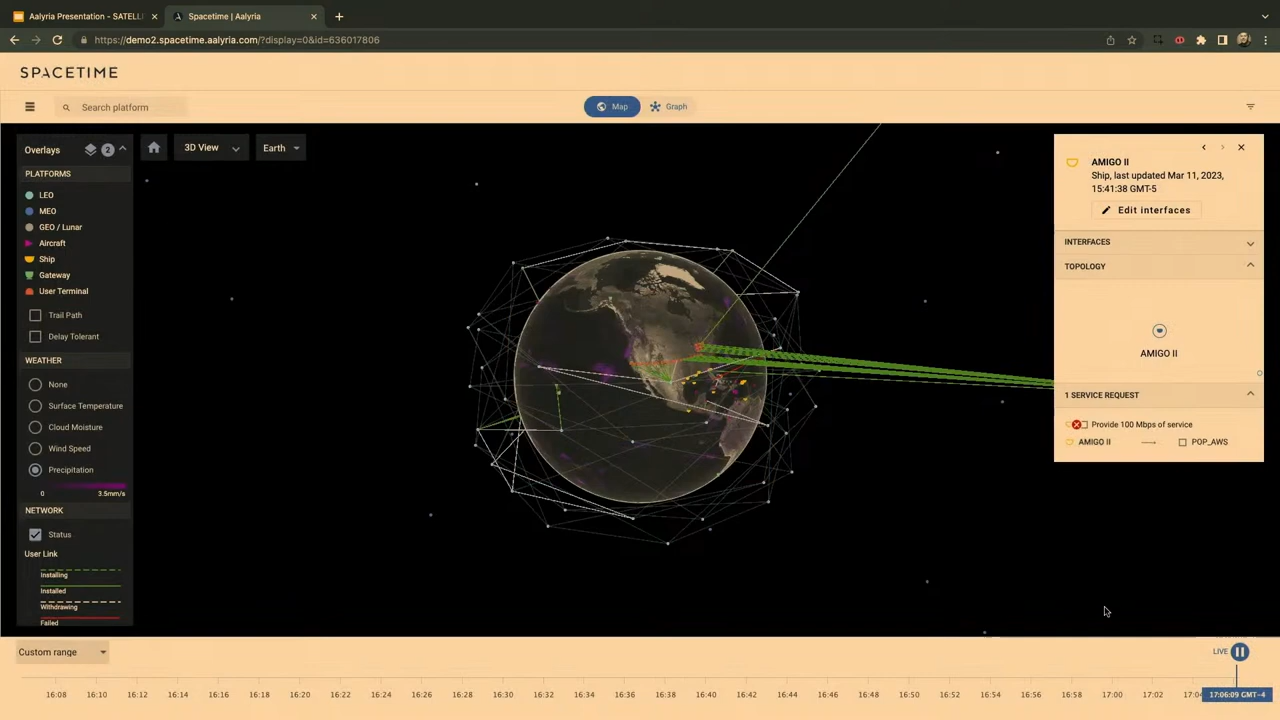 Aalyria Presentation - SATELLI
Spacetime | Aalyria
https://demo2.spacetime.aalyria.com/?display=0&id=636017806
SPACETIME
Search platform
Map
Graph
Overlays
2
3D View
Earth
PLATFORMS
LEO
MEO
GEO / Lunar
Aircraft
Ship
Gateway
User Terminal
Trail Path
Delay Tolerant
WEATHER
None
Surface Temperature
Cloud Moisture
Wind Speed
Precipitation
0 3.5mm/s
NETWORK
Status
User Link
Installing
Installed
Withdrawing
Failed
AMIGO II
Ship, last updated Mar 11, 2023,
15:41:38 GMT-5
Edit interfaces
INTERFACES
TOPOLOGY
AMIGO II
1 SERVICE REQUEST
Provide 100 Mbps of service
AMIGO II POP_AWS
Custom range
LIVE
16:08 16:10 16:12 16:14 16:16 16:18 16:20 16:22 16:24 16:26 16:28 16:30 16:32 16:34 16:36 16:38 16:40 16:42 16:44 16:46 16:48 16:50 16:52 16:54 16:56 16:58 17:00 17:02 17:04 17:06:09 GMT-4